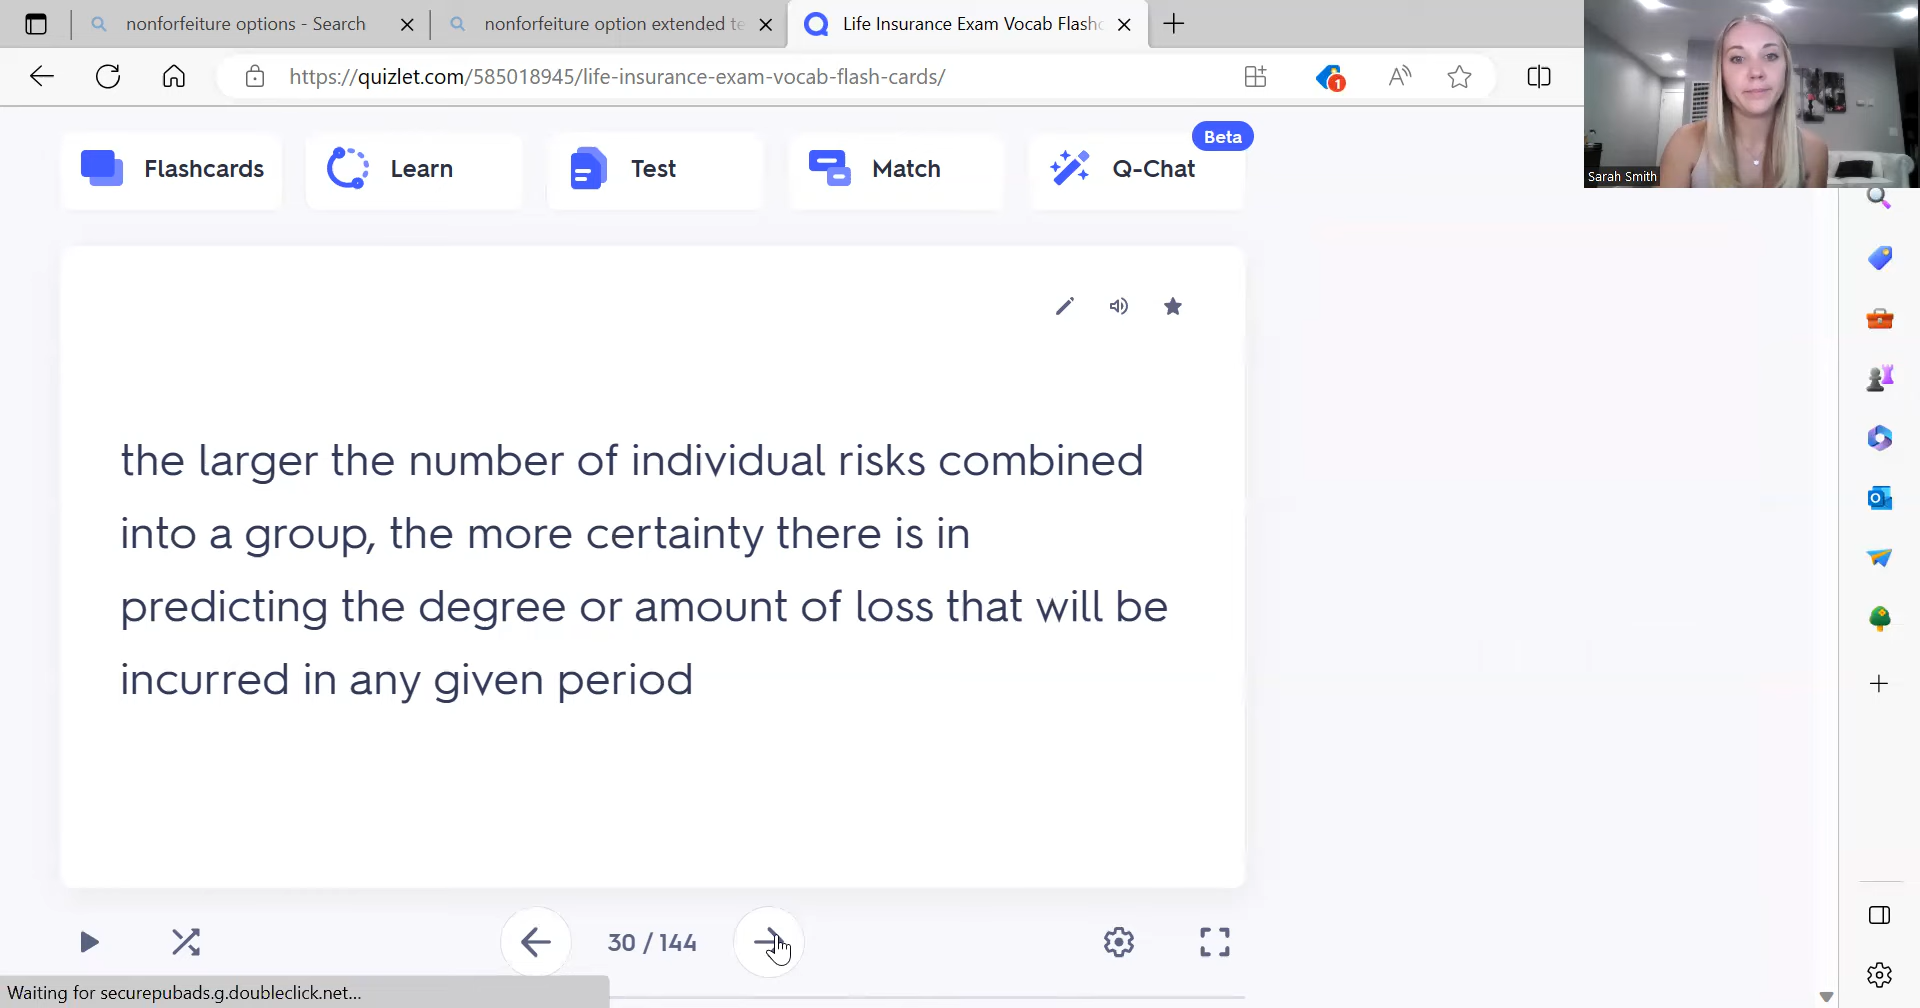 nonforfeiture options - Search
nonforfeiture option extended te
Life Insurance Exam Vocab Flashc
https://quizlet.com/585018945/life-insurance-exam-vocab-flash-cards/
1
Sarah Smith
Beta
Flashcards
Learn
Test
Match
Q-Chat
the larger the number of individual risks combined
into a group, the more certainty there is in
predicting the degree or amount of loss that will be
incurred in any given period
30 / 144
Waiting for securepubads.g.doubleclick.net...